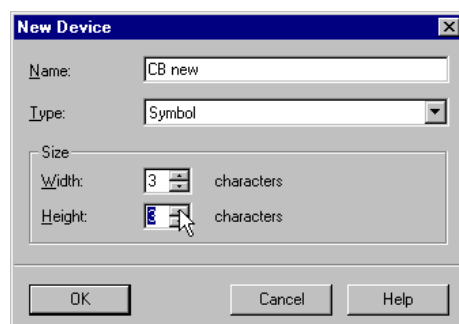 New Device
Name: CB new
Type: Symbol
Size
Width: 3 characters
Height: 3 characters
OK Cancel Help